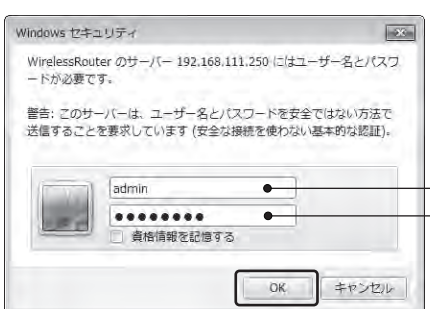 Windows セキュリティ
WirelessRouter のサーバー 192.168.111.250 にはユーザー名とパスワ
ードが必要です。
警告: このサーバーは、ユーザー名とパスワードを安全ではない方法で
送信することを要求しています (安全な接続を使わない基本的な認証)。
admin
●●●●●●●●
資格情報を記憶する
OK
キャンセル